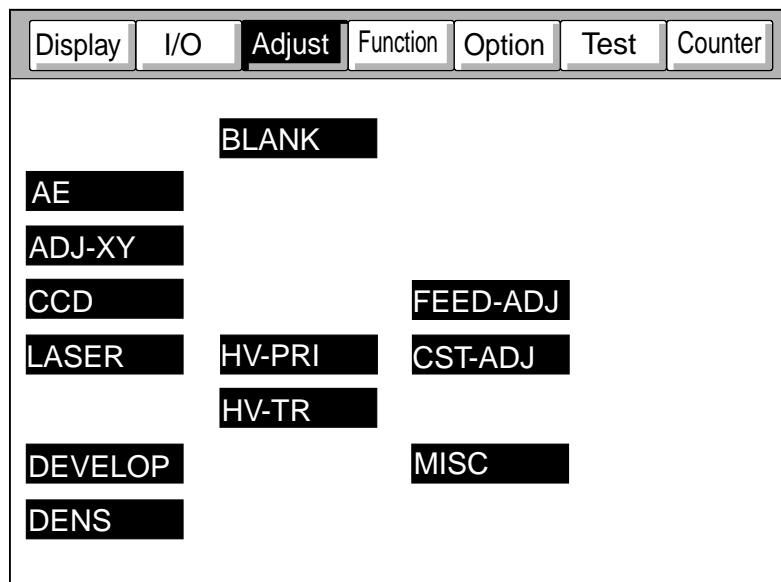 Display I/O Adjust Function Option Test Counter
BLANK
AE
ADJ-XY
CCD FEED-ADJ
LASER HV-PRI CST-ADJ
HV-TR
DEVELOP MISC
DENS